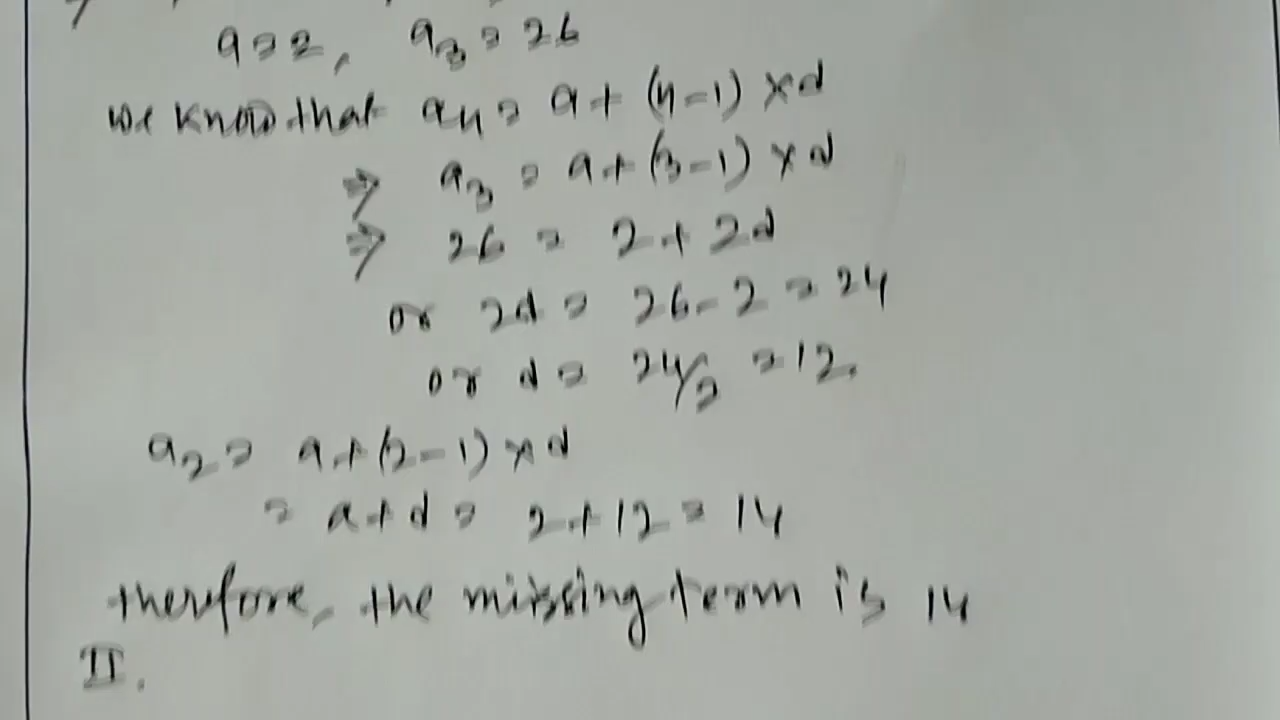 a = 2, a₃ = 26
we know that aₙ = a + (n-1) × d
⇒ a₃ = a + (3-1) × d
⇒ 26 = 2 + 2d
or 2d = 26 - 2 = 24
or d = 24/2 = 12.
a₂ = a + (2-1) × d
= a + d = 2 + 12 = 14
therefore, the missing term is 14
II.